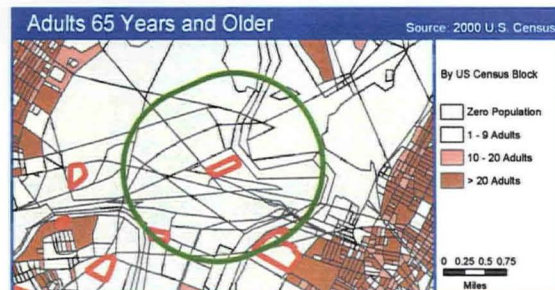 Adults 65 Years and Older
Source: 2000 U.S. Census
By US Census Block
Zero Population
1 - 9 Adults
10 - 20 Adults
> 20 Adults
0 0.25 0.5 0.75
Miles